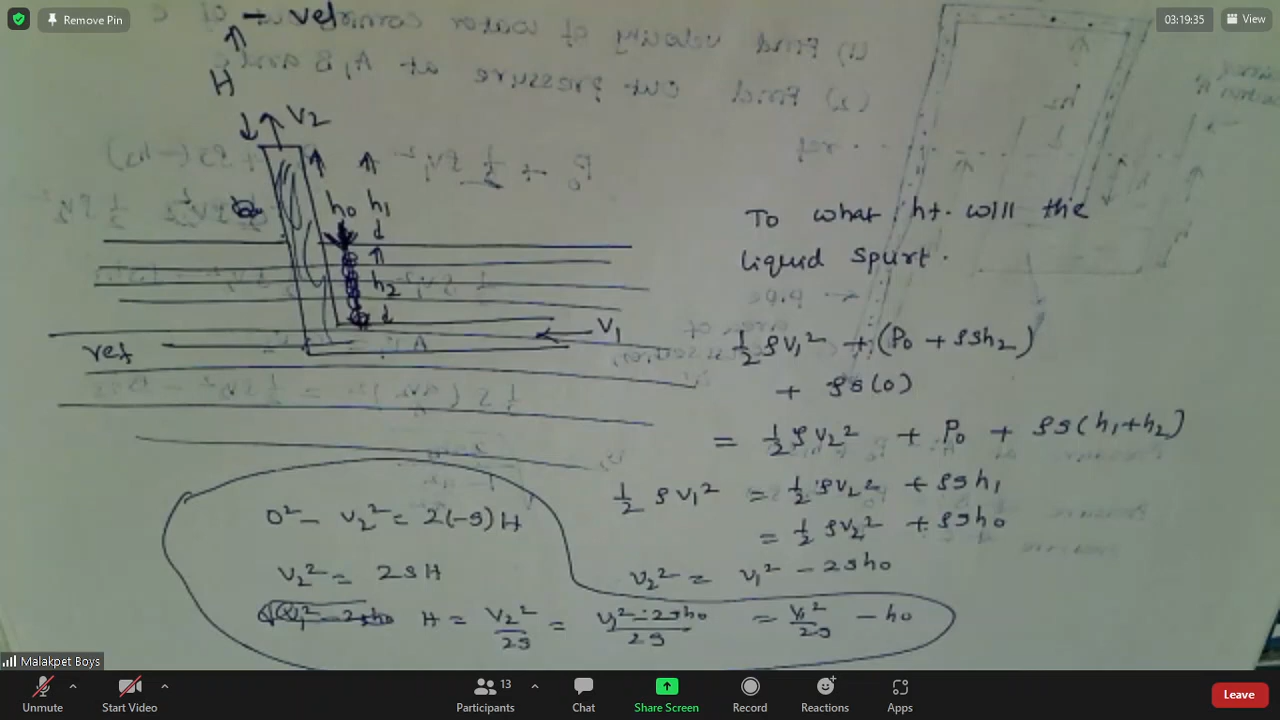 Remove Pin
03:19:35
View
H
V2
h0 h1
h2
V1
ref
To what ht. will the
liquid spurt.
½ ρv₁² + (P₀ + ρgh₂)
+ ρg(0)
= ½ ρv₂² + P₀ + ρg(h₁+h₂)
½ ρv₁² = ½ ρv₂² + ρgh₁
= ½ ρv₂² + ρgh₀
v₂² = v₁² - 2gh₀
0² - v₂² = 2(-g)H
v₂² = 2gH
H = v₂²/2g = v₁² - 2gh₀/2g = v₁²/2g - h₀
Malakpet Boys
Unmute
Start Video
13
Participants
Chat
Share Screen
Record
Reactions
Apps
Leave